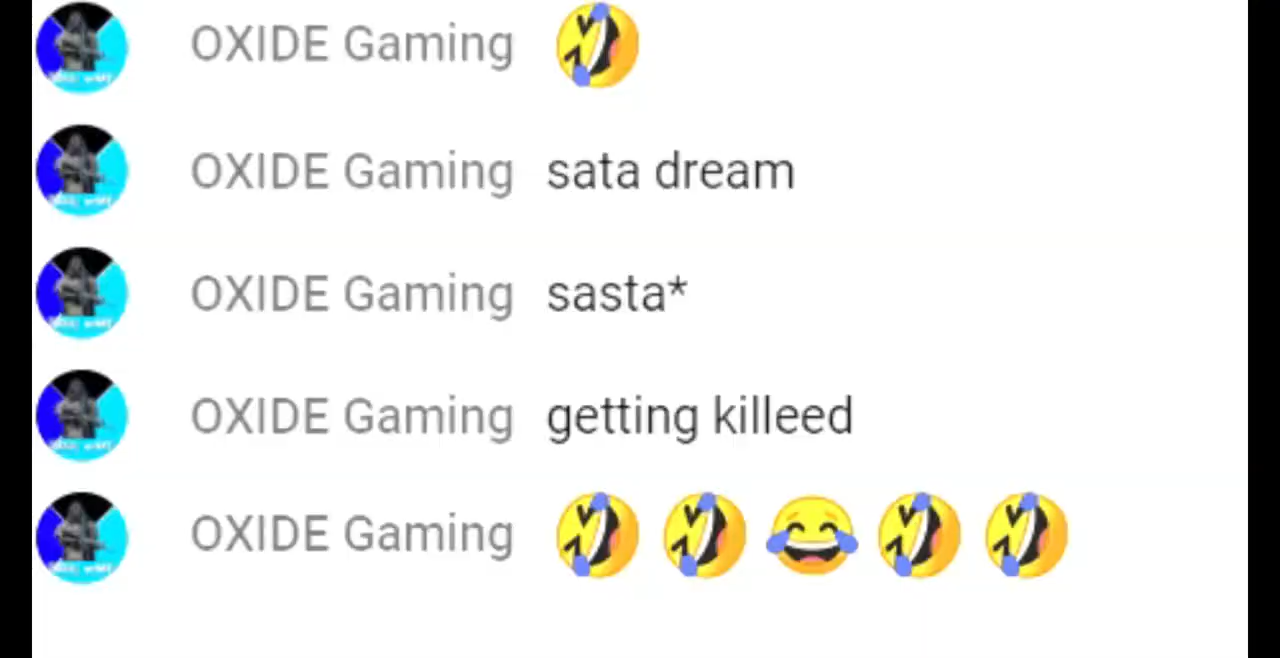 OXIDE Gaming 🤣
OXIDE Gaming sata dream
OXIDE Gaming sasta*
OXIDE Gaming getting killeed
OXIDE Gaming 🤣🤣😂🤣🤣